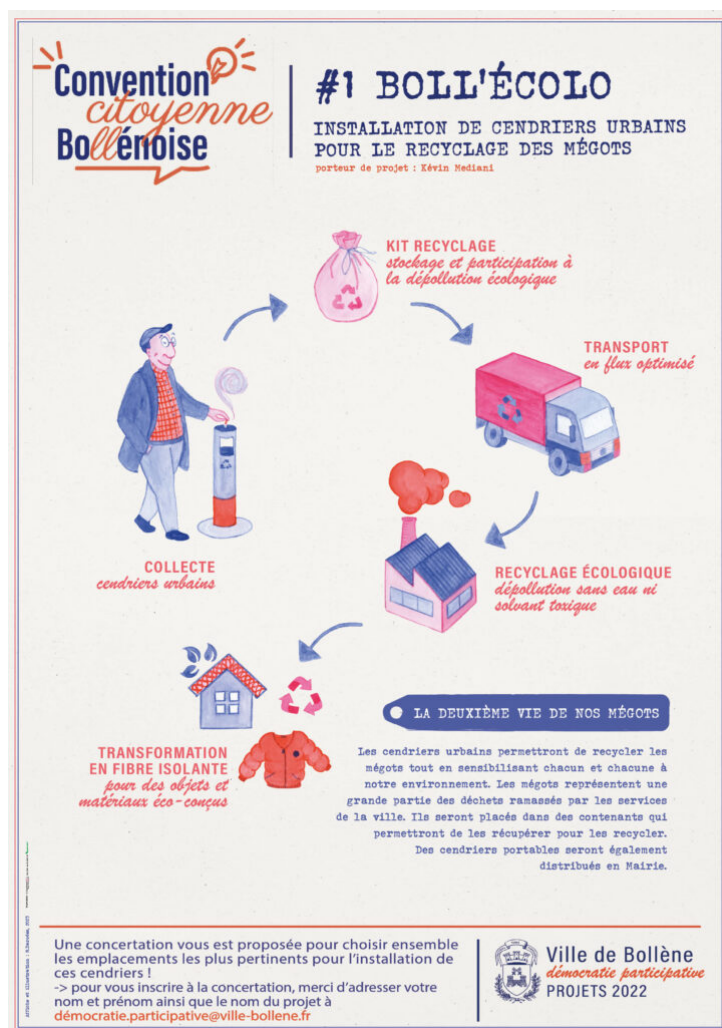 Convention
citoyenne
Bollénoise
#1 BOLL'ÉCOLO
INSTALLATION DE CENDRIERS URBAINS
POUR LE RECYCLAGE DES MÉGOTS
porteur de projet : Kévin Mediani
KIT RECYCLAGE
stockage et participation à
la dépollution écologique
TRANSPORT
en flux optimisé
COLLECTE
cendriers urbains
RECYCLAGE ÉCOLOGIQUE
dépollution sans eau ni
solvant toxique
TRANSFORMATION
EN FIBRE ISOLANTE
pour des objets et
matériaux éco-conçus
LA DEUXIÈME VIE DE NOS MÉGOTS
Les cendriers urbains permettront de recycler les
mégots tout en sensibilisant chacun et chacune à
notre environnement. Les mégots représentent une
grande partie des déchets ramassés par les services
de la ville. Ils seront placés dans des contenants qui
permettront de les récupérer pour les recycler.
Des cendriers portables seront également
distribués en Mairie.
Une concertation vous est proposée pour choisir ensemble
les emplacements les plus pertinents pour l'installation de
ces cendriers !
-> pour vous inscrire à la concertation, merci d'adresser votre
nom et prénom ainsi que le nom du projet à
démocratie.participative@ville-bollene.fr
Ville de Bollène
démocratie participative
PROJETS 2022